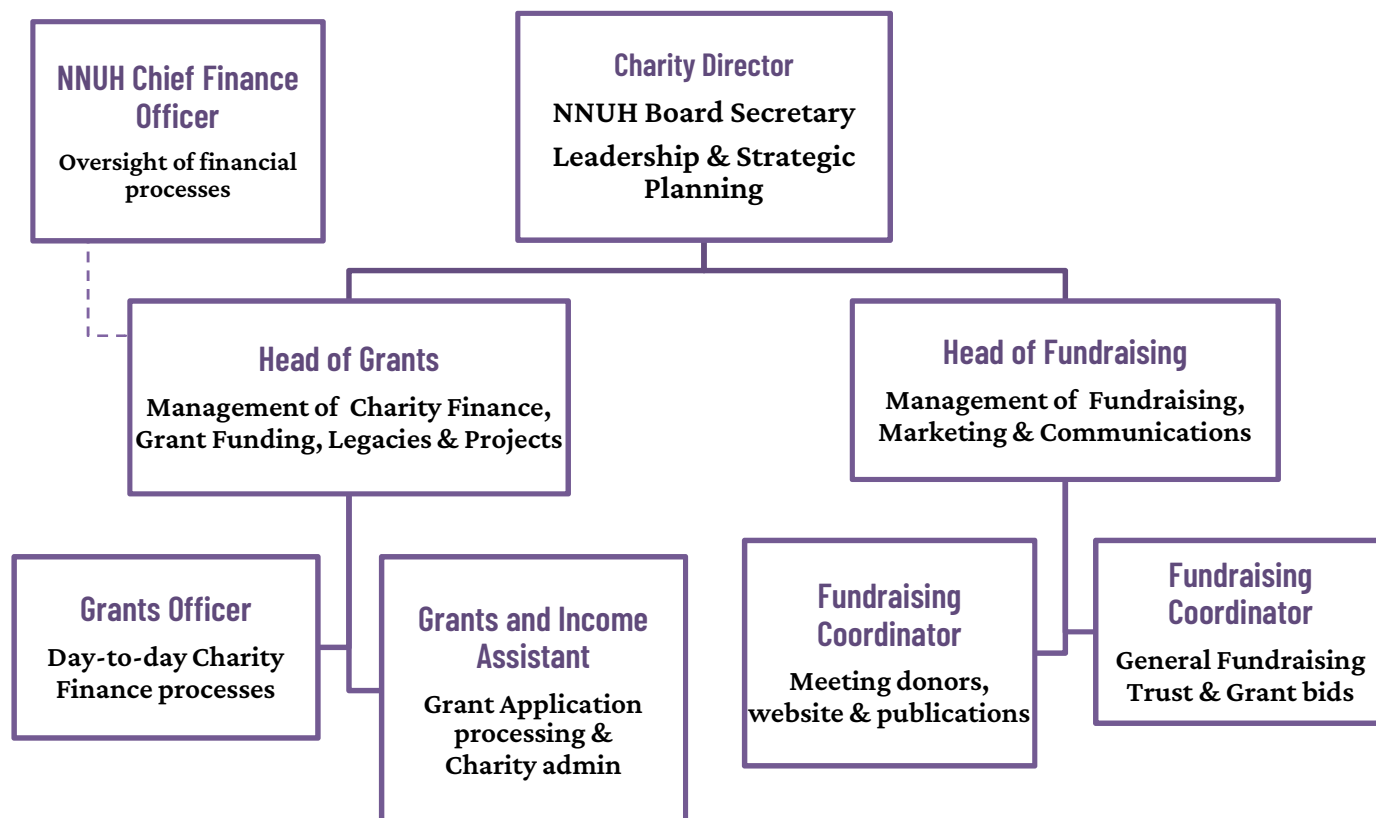 NNUH Chief Finance
Officer
Oversight of financial
processes
Charity Director
NNUH Board Secretary
Leadership & Strategic
Planning
Head of Grants
Management of Charity Finance,
Grant Funding, Legacies & Projects
Head of Fundraising
Management of Fundraising,
Marketing & Communications
Grants Officer
Day-to-day Charity
Finance processes
Grants and Income
Assistant
Grant Application
processing &
Charity admin
Fundraising
Coordinator
Meeting donors,
website & publications
Fundraising
Coordinator
General Fundraising
Trust & Grant bids